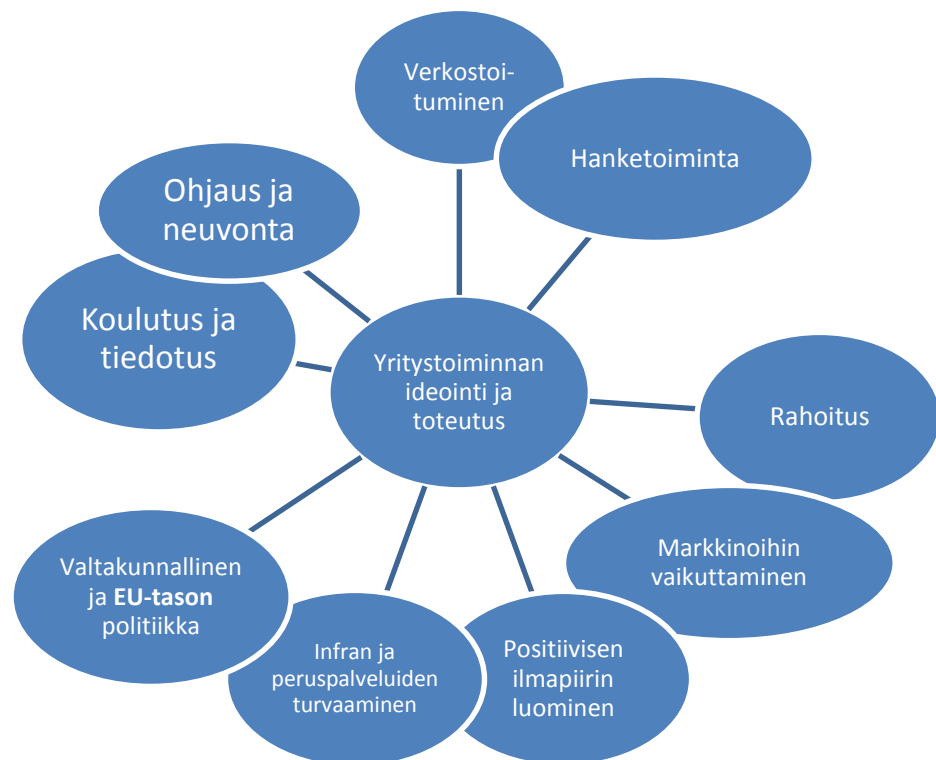 Verkostoi-
tuminen
Hanketoiminta
Ohjaus ja
neuvonta
Koulutus ja
tiedotus
Yritystoiminnan
ideointi ja
toteutus
Rahoitus
Markkinoihin
vaikuttaminen
Valtakunnallinen
ja EU-tason
politiikka
Infran ja
peruspalveluiden
turvaaminen
Positiivisen
ilmapiirin
luominen